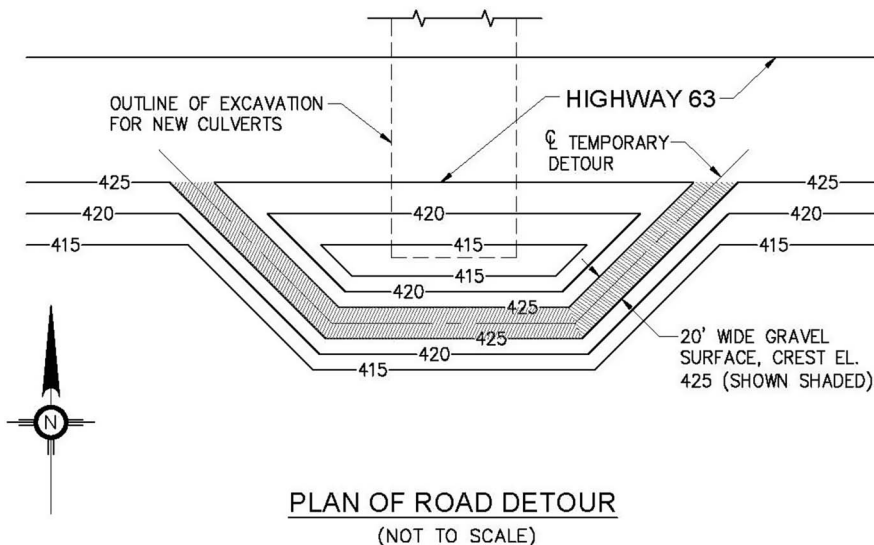 OUTLINE OF EXCAVATION
FOR NEW CULVERTS
HIGHWAY 63
℄ TEMPORARY
DETOUR
425
425
420
420
420
415
415
415
415
420
425
425
420
415
20' WIDE GRAVEL
SURFACE, CREST EL.
425 (SHOWN SHADED)
N
PLAN OF ROAD DETOUR
(NOT TO SCALE)